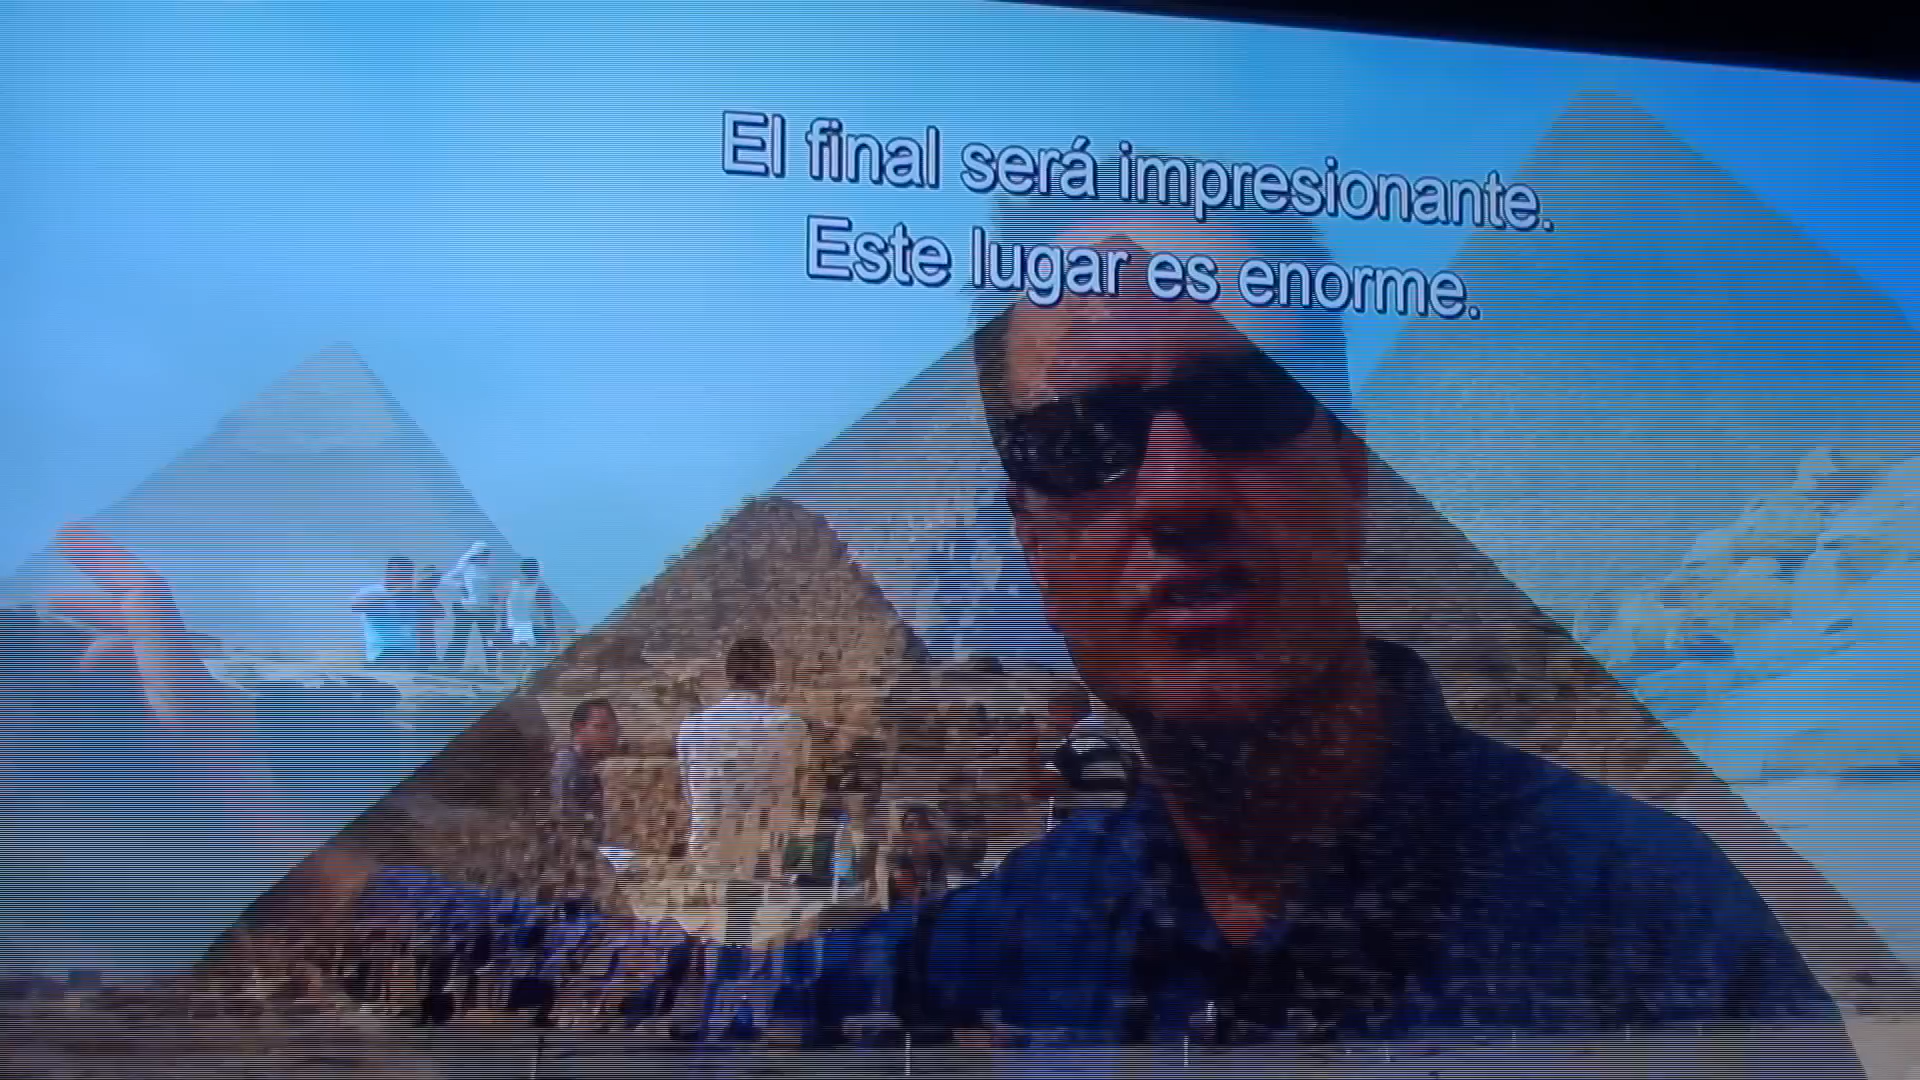 El final será impresionante.
Este lugar es enorme.